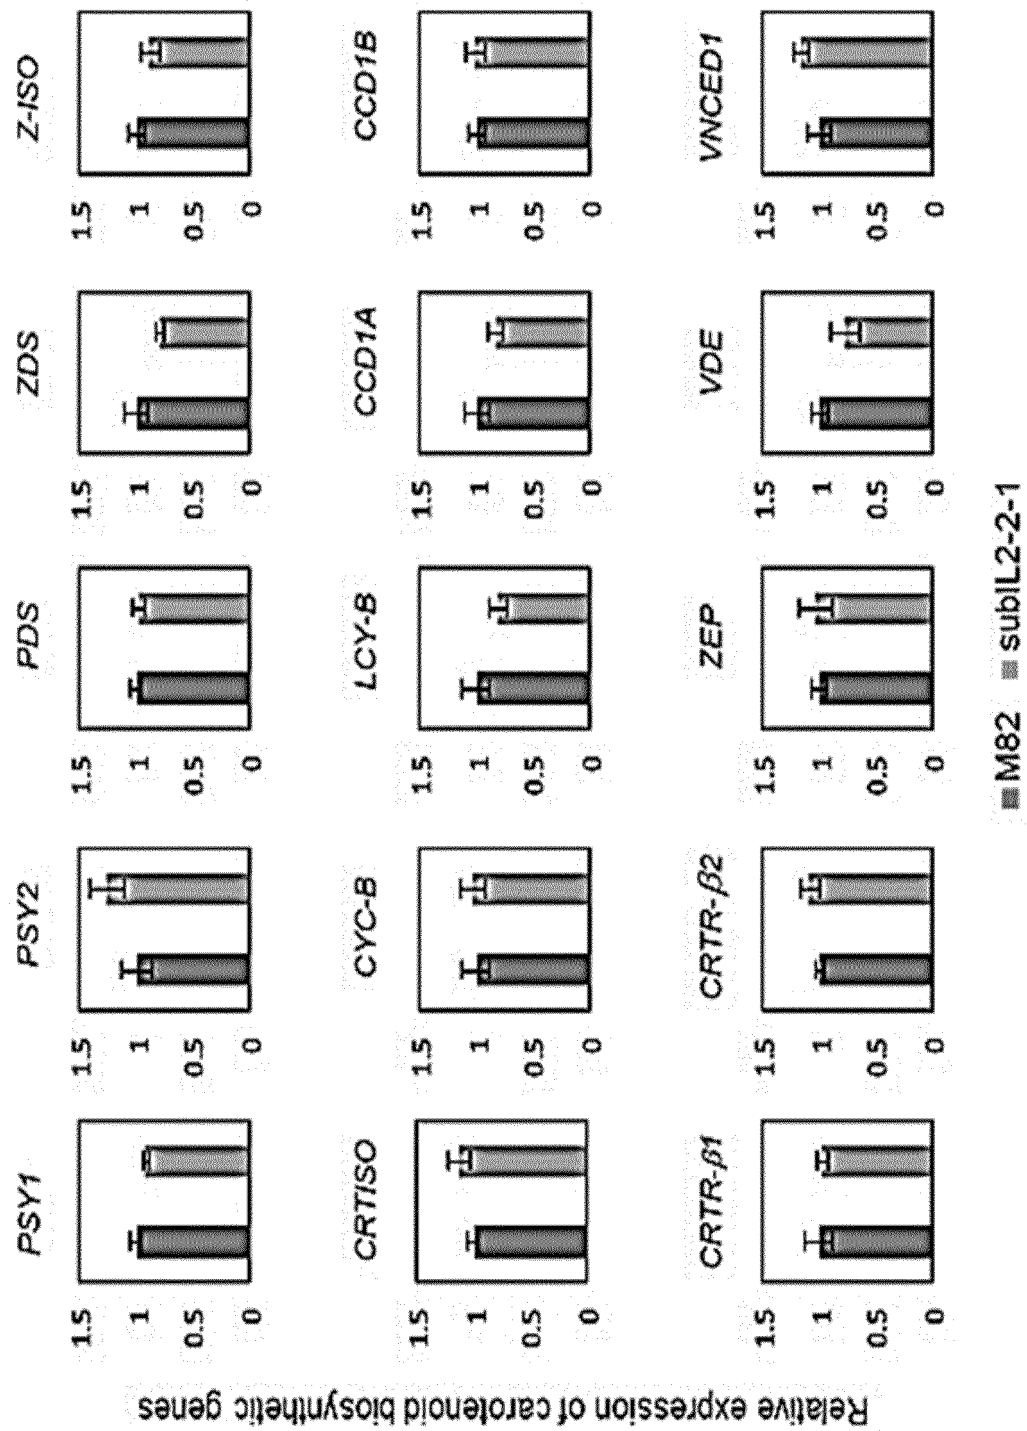 Relative expression of carotenoid biosynthetic genes
PSY1 PSY2 PDS ZDS Z-ISO
1.5 1.5 1.5 1.5 1.5
1 1 1 1 1
0.5 0.5 0.5 0.5 0.5
0 0 0 0 0
CRTISO CYC-B LCY-B CCD1A CCD1B
1.5 1.5 1.5 1.5 1.5
1 1 1 1 1
0.5 0.5 0.5 0.5 0.5
0 0 0 0 0
CRTR-β1 CRTR-β2 ZEP VDE VNCED1
1.5 1.5 1.5 1.5 1.5
1 1 1 1 1
0.5 0.5 0.5 0.5 0.5
0 0 0 0 0
M82 subIL2-2-1